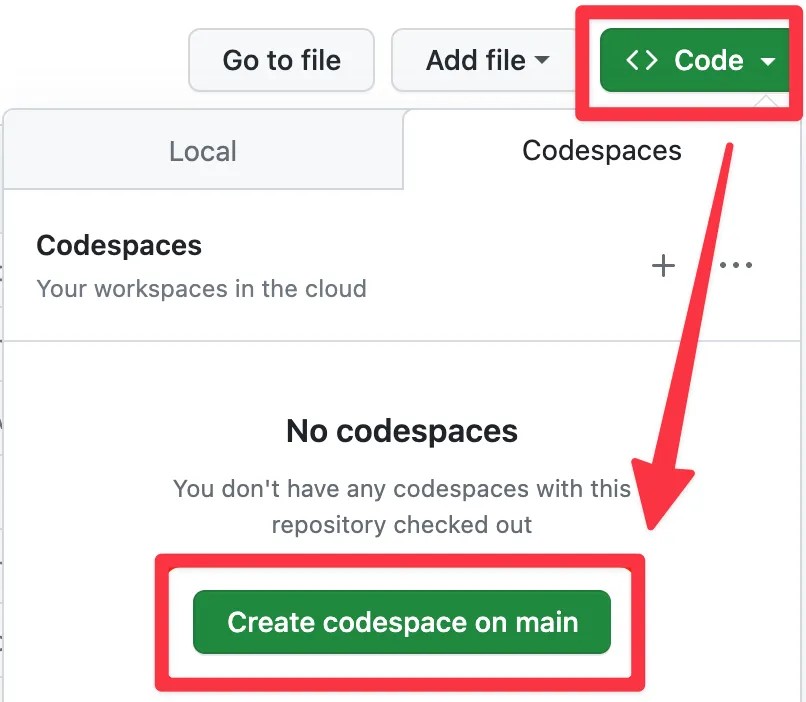 Go to file
Add file
<> Code
Local
Codespaces
Codespaces
Your workspaces in the cloud
No codespaces
You don't have any codespaces with this
repository checked out
Create codespace on main